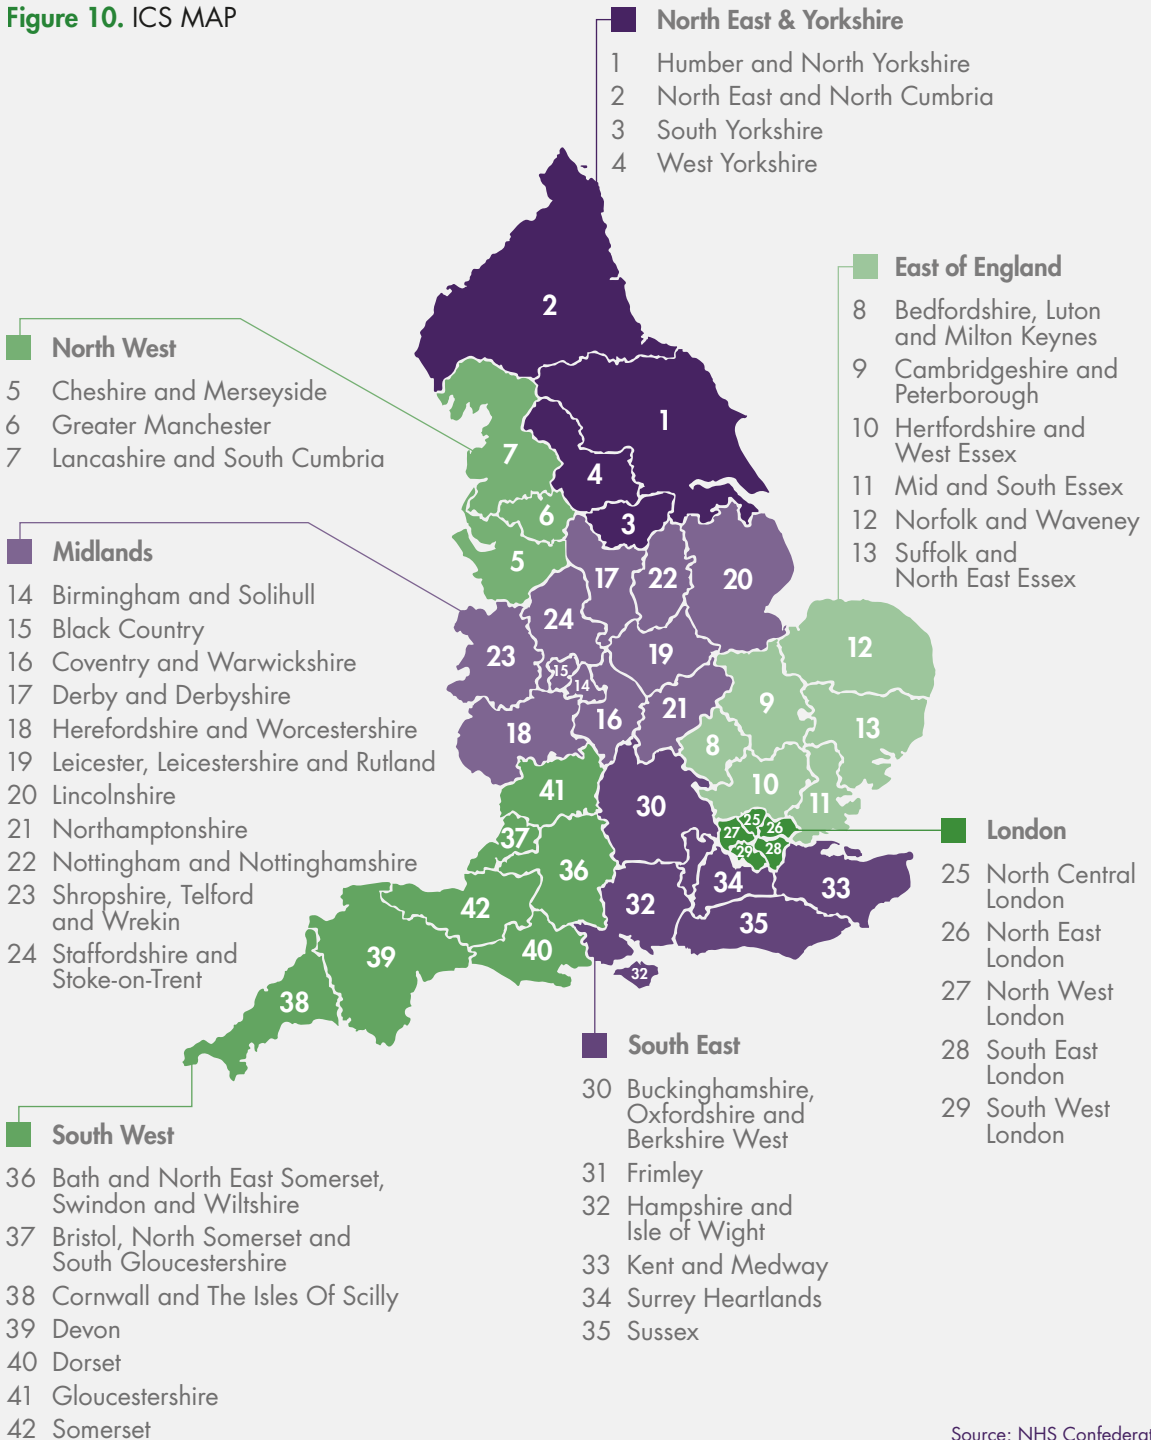 Figure 10. ICS MAP
North East & Yorkshire
1 Humber and North Yorkshire
2 North East and North Cumbria
3 South Yorkshire
4 West Yorkshire
North West
5 Cheshire and Merseyside
6 Greater Manchester
7 Lancashire and South Cumbria
East of England
8 Bedfordshire, Luton
and Milton Keynes
9 Cambridgeshire and
Peterborough
10 Hertfordshire and
West Essex
11 Mid and South Essex
12 Norfolk and Waveney
13 Suffolk and
North East Essex
Midlands
14 Birmingham and Solihull
15 Black Country
16 Coventry and Warwickshire
17 Derby and Derbyshire
18 Herefordshire and Worcestershire
19 Leicester, Leicestershire and Rutland
20 Lincolnshire
21 Northamptonshire
22 Nottingham and Nottinghamshire
23 Shropshire, Telford
and Wrekin
24 Staffordshire and
Stoke-on-Trent
2
1
7
4
6
3
5
17
22
20
24
23
19
12
15
14
9
21
16
18
13
8
41
10
30
11
25
26
27
37
28
29
36
34
33
32
42
35
40
39
32
38
London
25 North Central
London
26 North East
London
27 North West
London
28 South East
London
29 South West
London
South East
30 Buckinghamshire,
Oxfordshire and
Berkshire West
31 Frimley
32 Hampshire and
Isle of Wight
33 Kent and Medway
34 Surrey Heartlands
35 Sussex
South West
36 Bath and North East Somerset,
Swindon and Wiltshire
37 Bristol, North Somerset and
South Gloucestershire
38 Cornwall and The Isles Of Scilly
39 Devon
40 Dorset
41 Gloucestershire
42 Somerset
Source: NHS Confederat